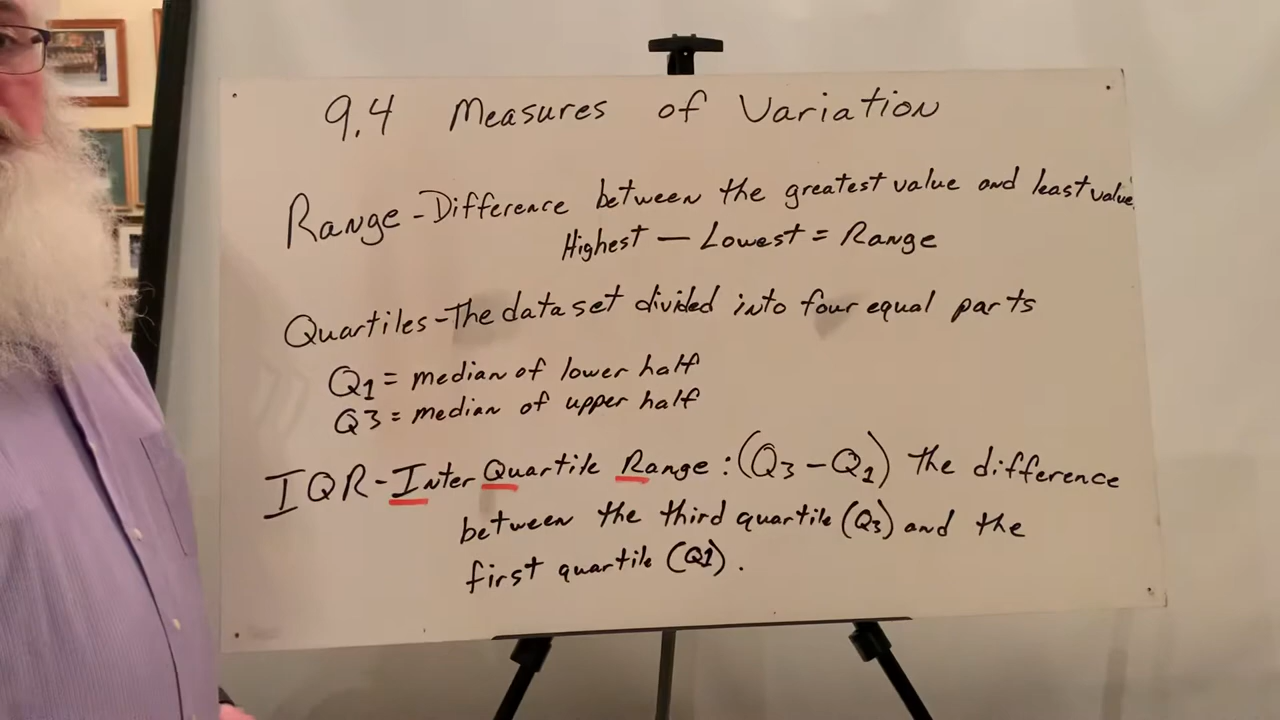 9.4 Measures of Variation
Range - Difference between the greatest value and least value
Highest — Lowest = Range
Quartiles - The data set divided into four equal parts
Q1 = median of lower half
Q3 = median of upper half
IQR - Inter Quartile Range : (Q3 - Q1) the difference
between the third quartile (Q3) and the
first quartile (Q1).